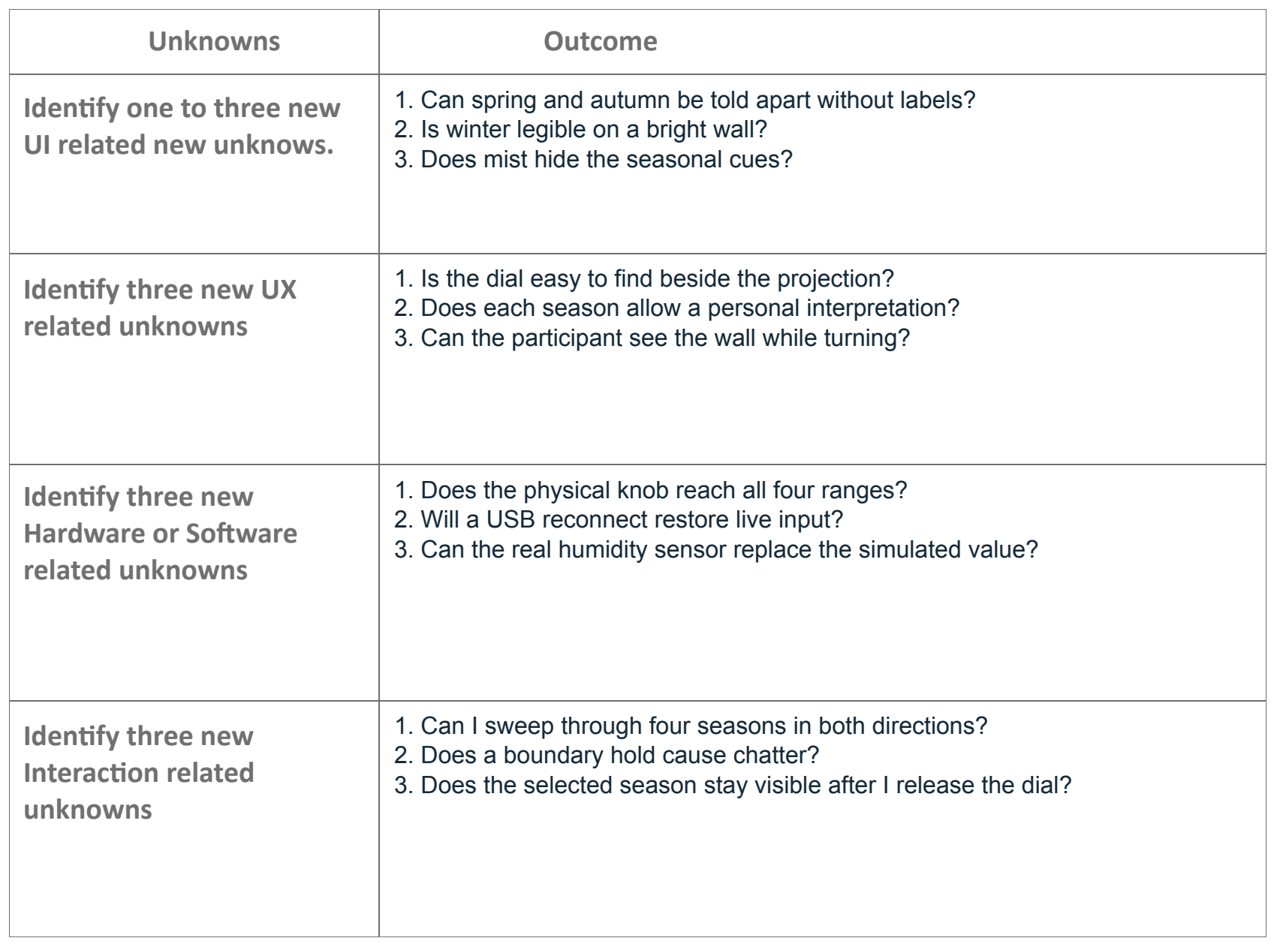 Unknowns
Outcome
Identify one to three new
UI related new unknows.
1. Can spring and autumn be told apart without labels?
2. Is winter legible on a bright wall?
3. Does mist hide the seasonal cues?
Identify three new UX
related unknowns
1. Is the dial easy to find beside the projection?
2. Does each season allow a personal interpretation?
3. Can the participant see the wall while turning?
Identify three new
Hardware or Software
related unknowns
1. Does the physical knob reach all four ranges?
2. Will a USB reconnect restore live input?
3. Can the real humidity sensor replace the simulated value?
Identify three new
Interaction related
unknowns
1. Can I sweep through four seasons in both directions?
2. Does a boundary hold cause chatter?
3. Does the selected season stay visible after I release the dial?